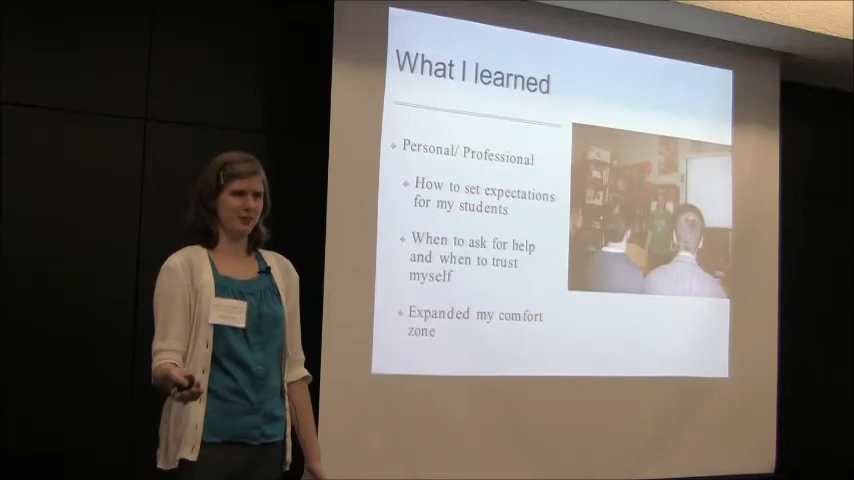 What I learned
Personal/ Professional
How to set expectations
for my students
When to ask for help
and when to trust
myself
Expanded my comfort
zone